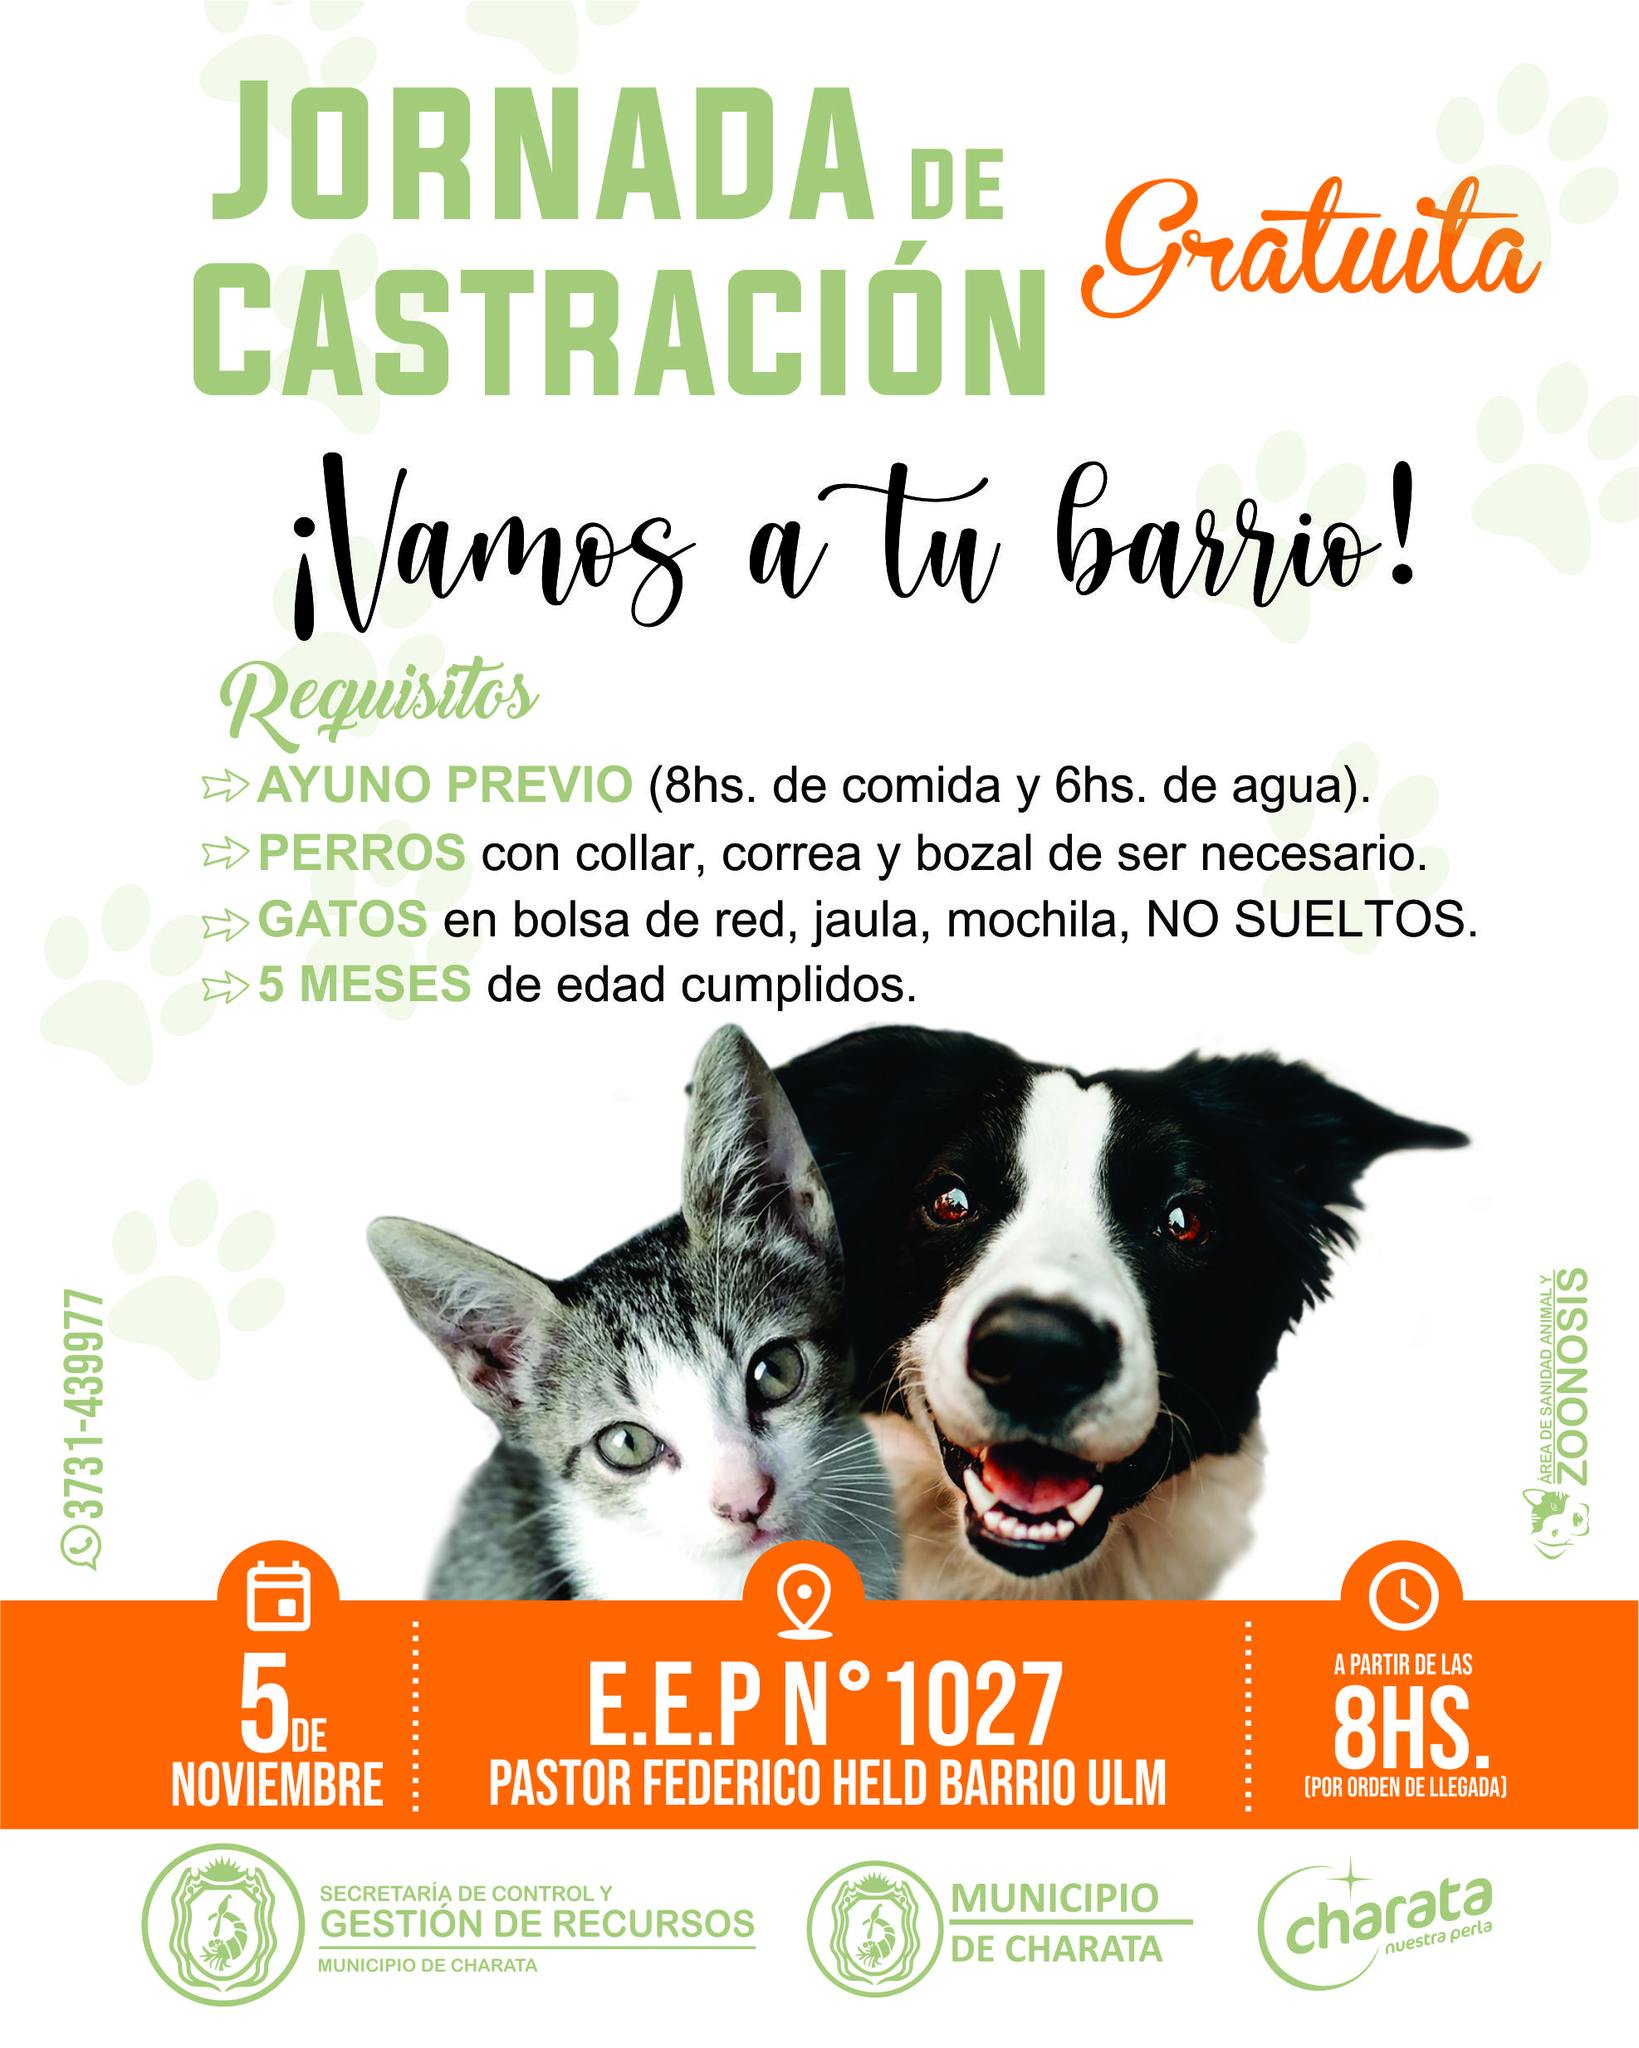 JORNADA DE
CASTRACIÓN
Gratuita
¡Vamos a tu barrio!
Requisitos
AYUNO PREVIO (8hs. de comida y 6hs. de agua).
PERROS con collar, correa y bozal de ser necesario.
GATOS en bolsa de red, jaula, mochila, NO SUELTOS.
5 MESES de edad cumplidos.
3731-439977
ÁREA DE SANIDAD ANIMAL Y
ZOONOSIS
5 DE
NOVIEMBRE
E.E.P N° 1027
PASTOR FEDERICO HELD BARRIO ULM
A PARTIR DE LAS
8HS.
(POR ORDEN DE LLEGADA)
SECRETARÍA DE CONTROL Y
GESTIÓN DE RECURSOS
MUNICIPIO DE CHARATA
MUNICIPIO
DE CHARATA
charata
nuestra perla